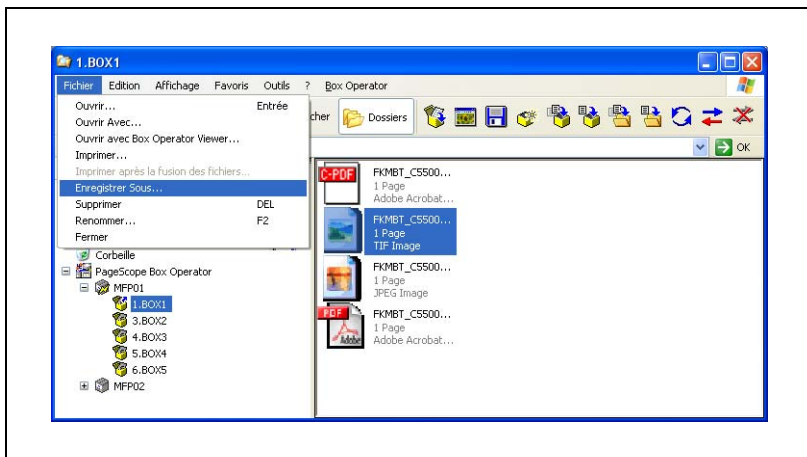 1.BOX1
Fichier Edition Affichage Favoris Outils ? Box Operator
Ouvrir... Entrée
Ouvrir Avec...
Ouvrir avec Box Operator Viewer...
Imprimer...
Imprimer après la fusion des fichiers...
Enregistrer Sous...
Supprimer DEL
Renommer... F2
Fermer
cher Dossiers
OK
Corbeille
PageScope Box Operator
MFP01
1.BOX1
3.BOX2
4.BOX3
5.BOX4
6.BOX5
MFP02
C-PDF
FKMBT_C5500...
1 Page
Adobe Acrobat...
FKMBT_C5500...
1 Page
TIF Image
FKMBT_C5500...
1 Page
JPEG Image
PDF
Adobe
FKMBT_C5500...
1 Page
Adobe Acrobat...